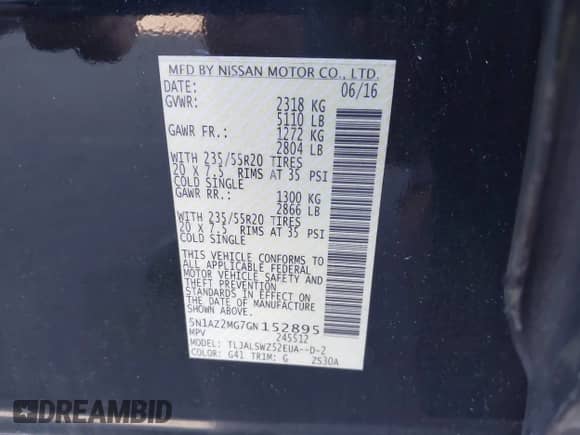 MFD BY NISSAN MOTOR CO., LTD.
DATE: 06/16
GVWR: 2318 KG
5110 LB
GAWR FR.: 1272 KG
2804 LB
WITH 235/55R20 TIRES
20 X 7.5 RIMS AT 35 PSI
COLD SINGLE
GAWR RR.: 1300 KG
2866 LB
WITH 235/55R20 TIRES
20 X 7.5 RIMS AT 35 PSI
COLD SINGLE
THIS VEHICLE CONFORMS TO
ALL APPLICABLE FEDERAL
MOTOR VEHICLE SAFETY AND
THEFT PREVENTION
STANDARDS IN EFFECT ON
THE DATE OF MANUFACTURE
SHOWN ABOVE.
5N1AZ2MG7GN152895
MPV 245512
MODEL: TLJALSWZ52EUA--D-2
COLOR: G41 TRIM: G ZS30A
DREAMBID